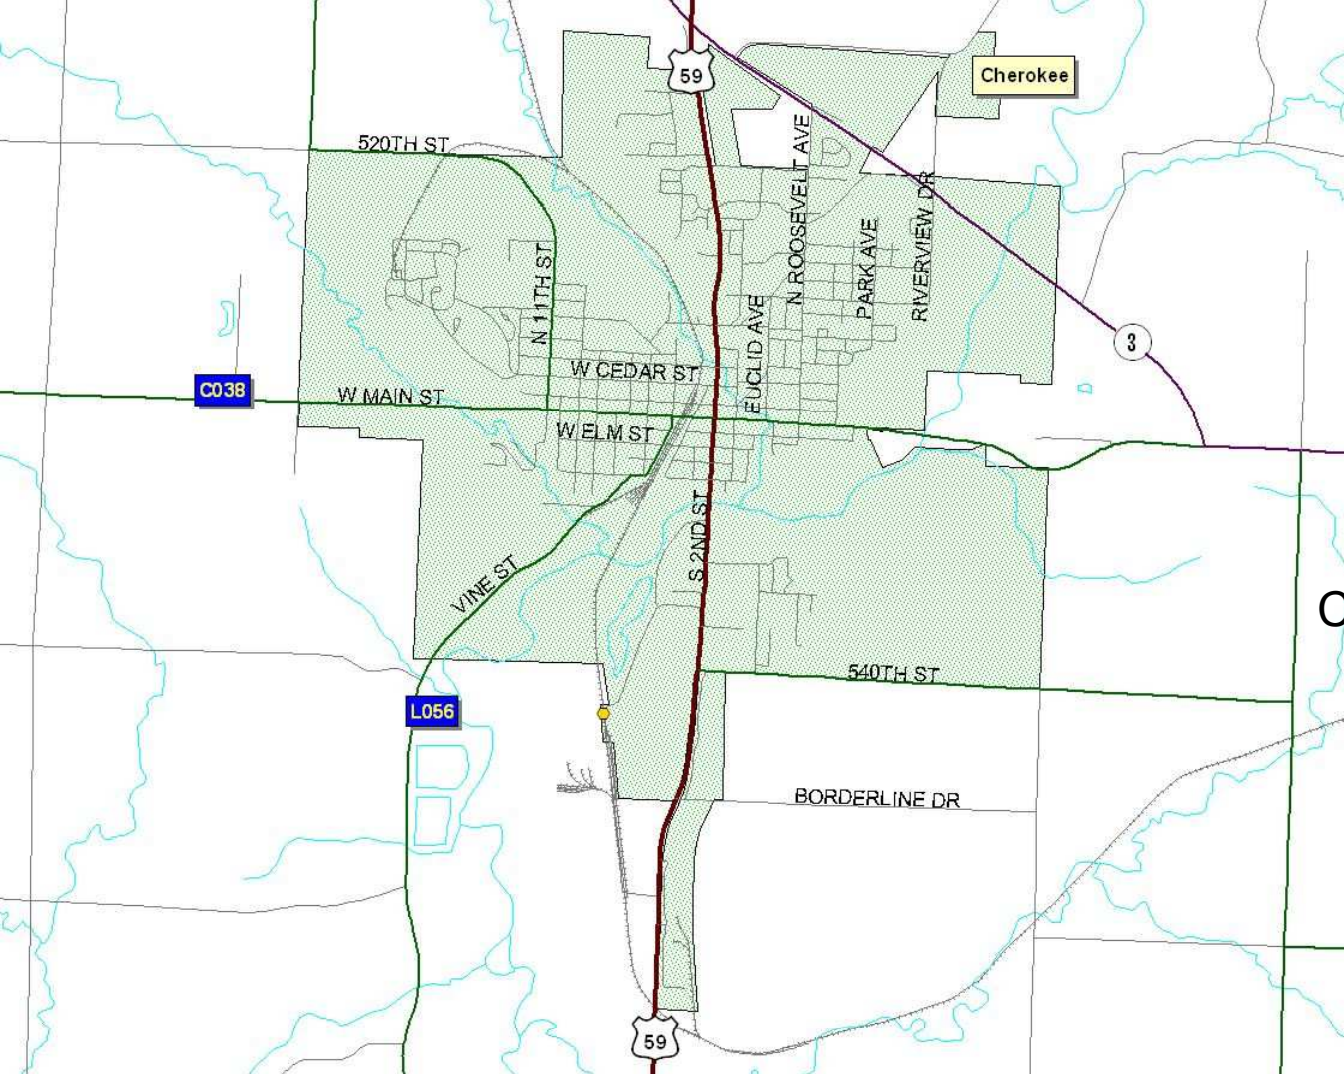 59
Cherokee
520TH ST
N ROOSEVELT AVE
RIVERVIEW DR
PARK AVE
N 11TH ST
EUCLID AVE
3
W CEDAR ST
C038
W MAIN ST
W ELM ST
S 2ND ST
VINE ST
C
540TH ST
L056
BORDERLINE DR
59